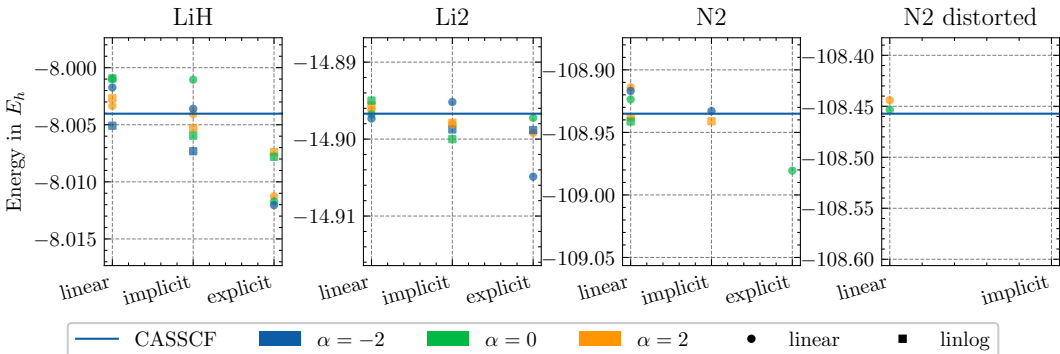 LiH
Li2
N2
N2 distorted
Energy in E_h
−8.000
−8.005
−8.010
−8.015
−14.89
−14.90
−14.91
−108.90
−108.95
−109.00
−109.05
−108.40
−108.45
−108.50
−108.55
−108.60
linear
implicit
explicit
linear
implicit
explicit
linear
implicit
explicit
linear
implicit
CASSCF
α = −2
α = 0
α = 2
linear
linlog